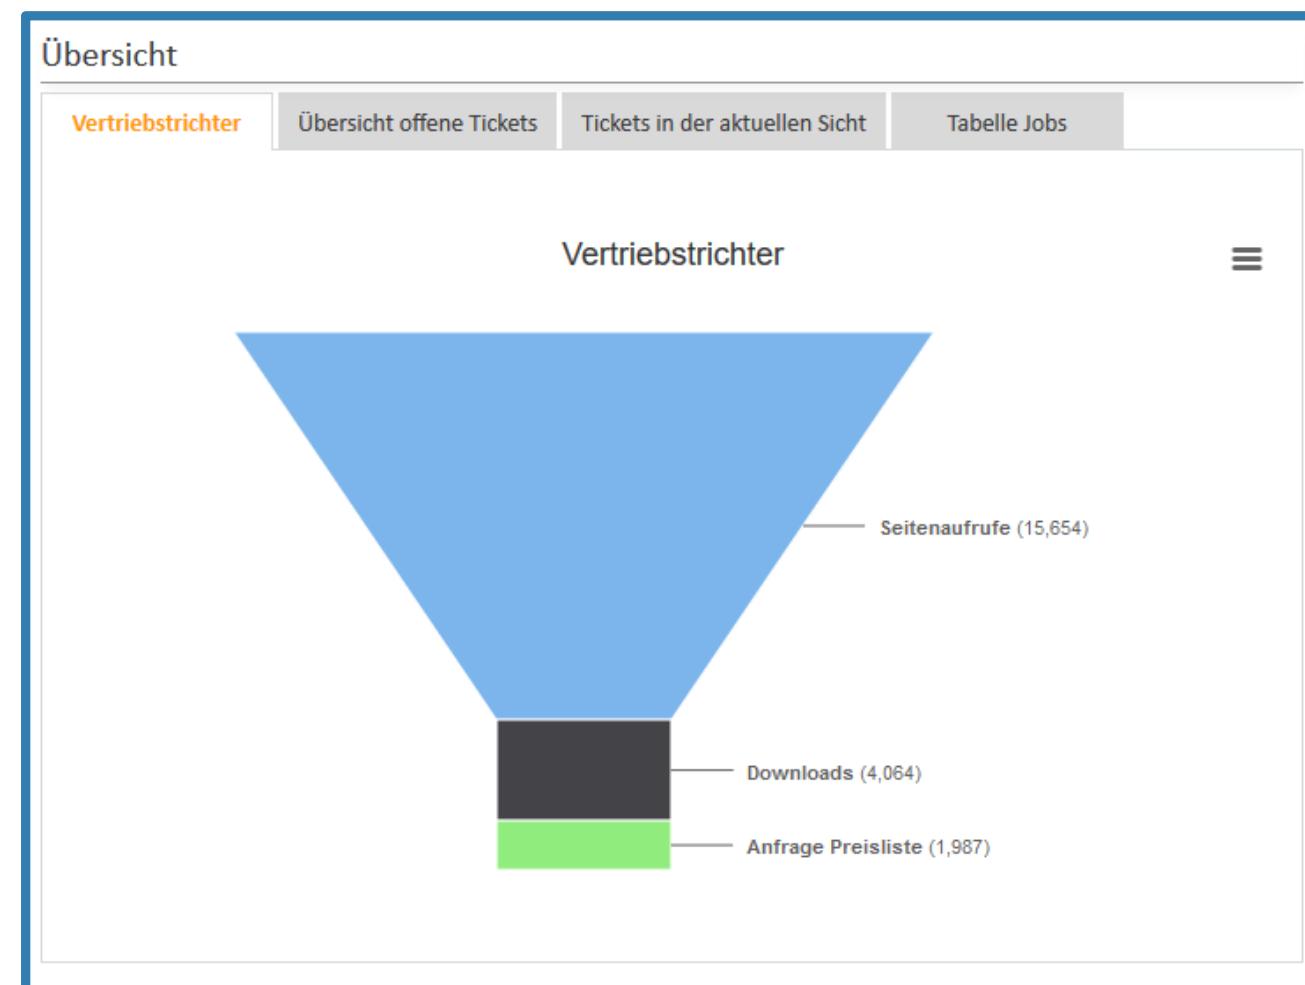 Übersicht
Vertriebstrichter Übersicht offene Tickets Tickets in der aktuellen Sicht Tabelle Jobs
Vertriebstrichter
Seitenaufrufe (15,654)
Downloads (4,064)
Anfrage Preisliste (1,987)